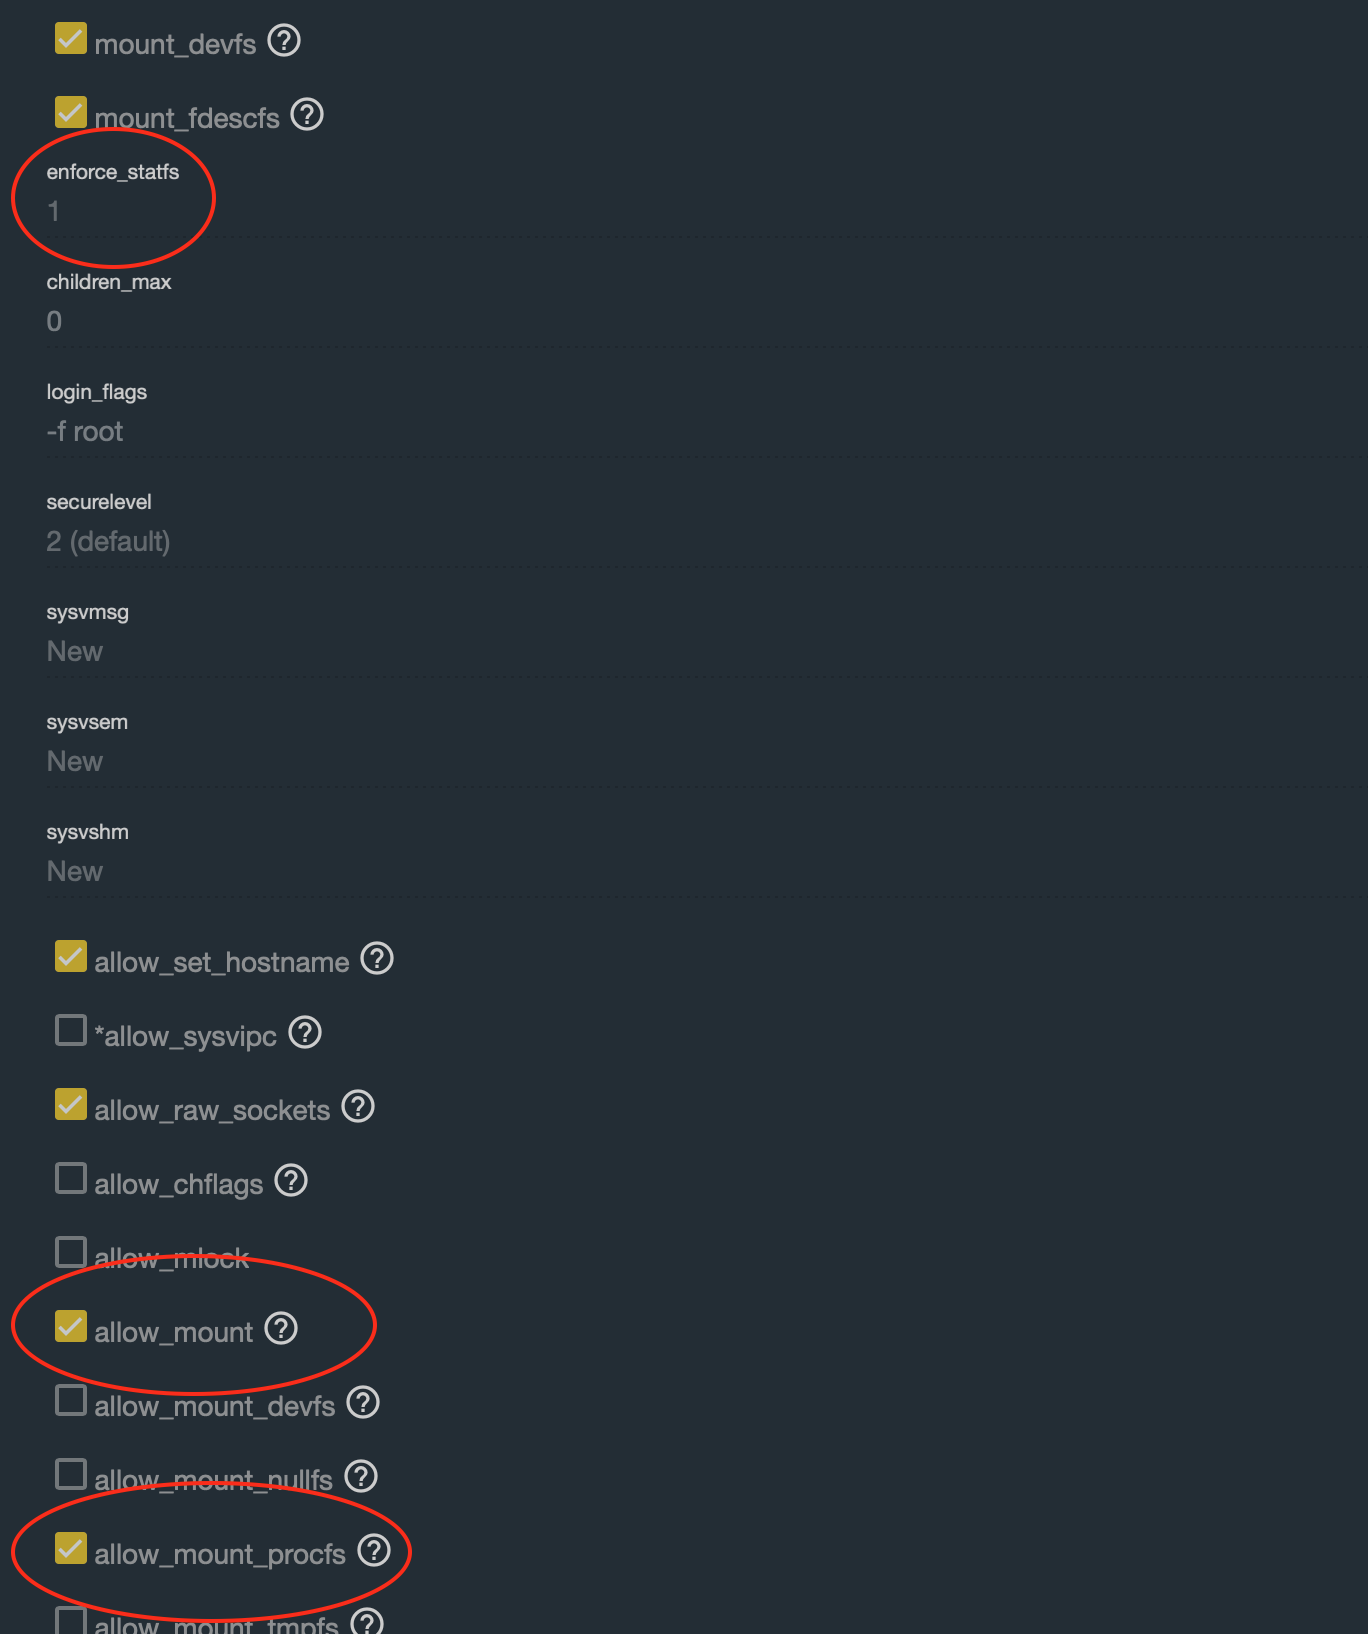 mount_devfs ?
mount_fdescfs ?
enforce_statfs
1
children_max
0
login_flags
-f root
securelevel
2 (default)
sysvmsg
New
sysvsem
New
sysvshm
New
allow_set_hostname ?
*allow_sysvipc ?
allow_raw_sockets ?
allow_chflags ?
allow_mlock
allow_mount ?
allow_mount_devfs ?
allow_mount_nullfs ?
allow_mount_procfs ?
allow_mount_tmpfs ?